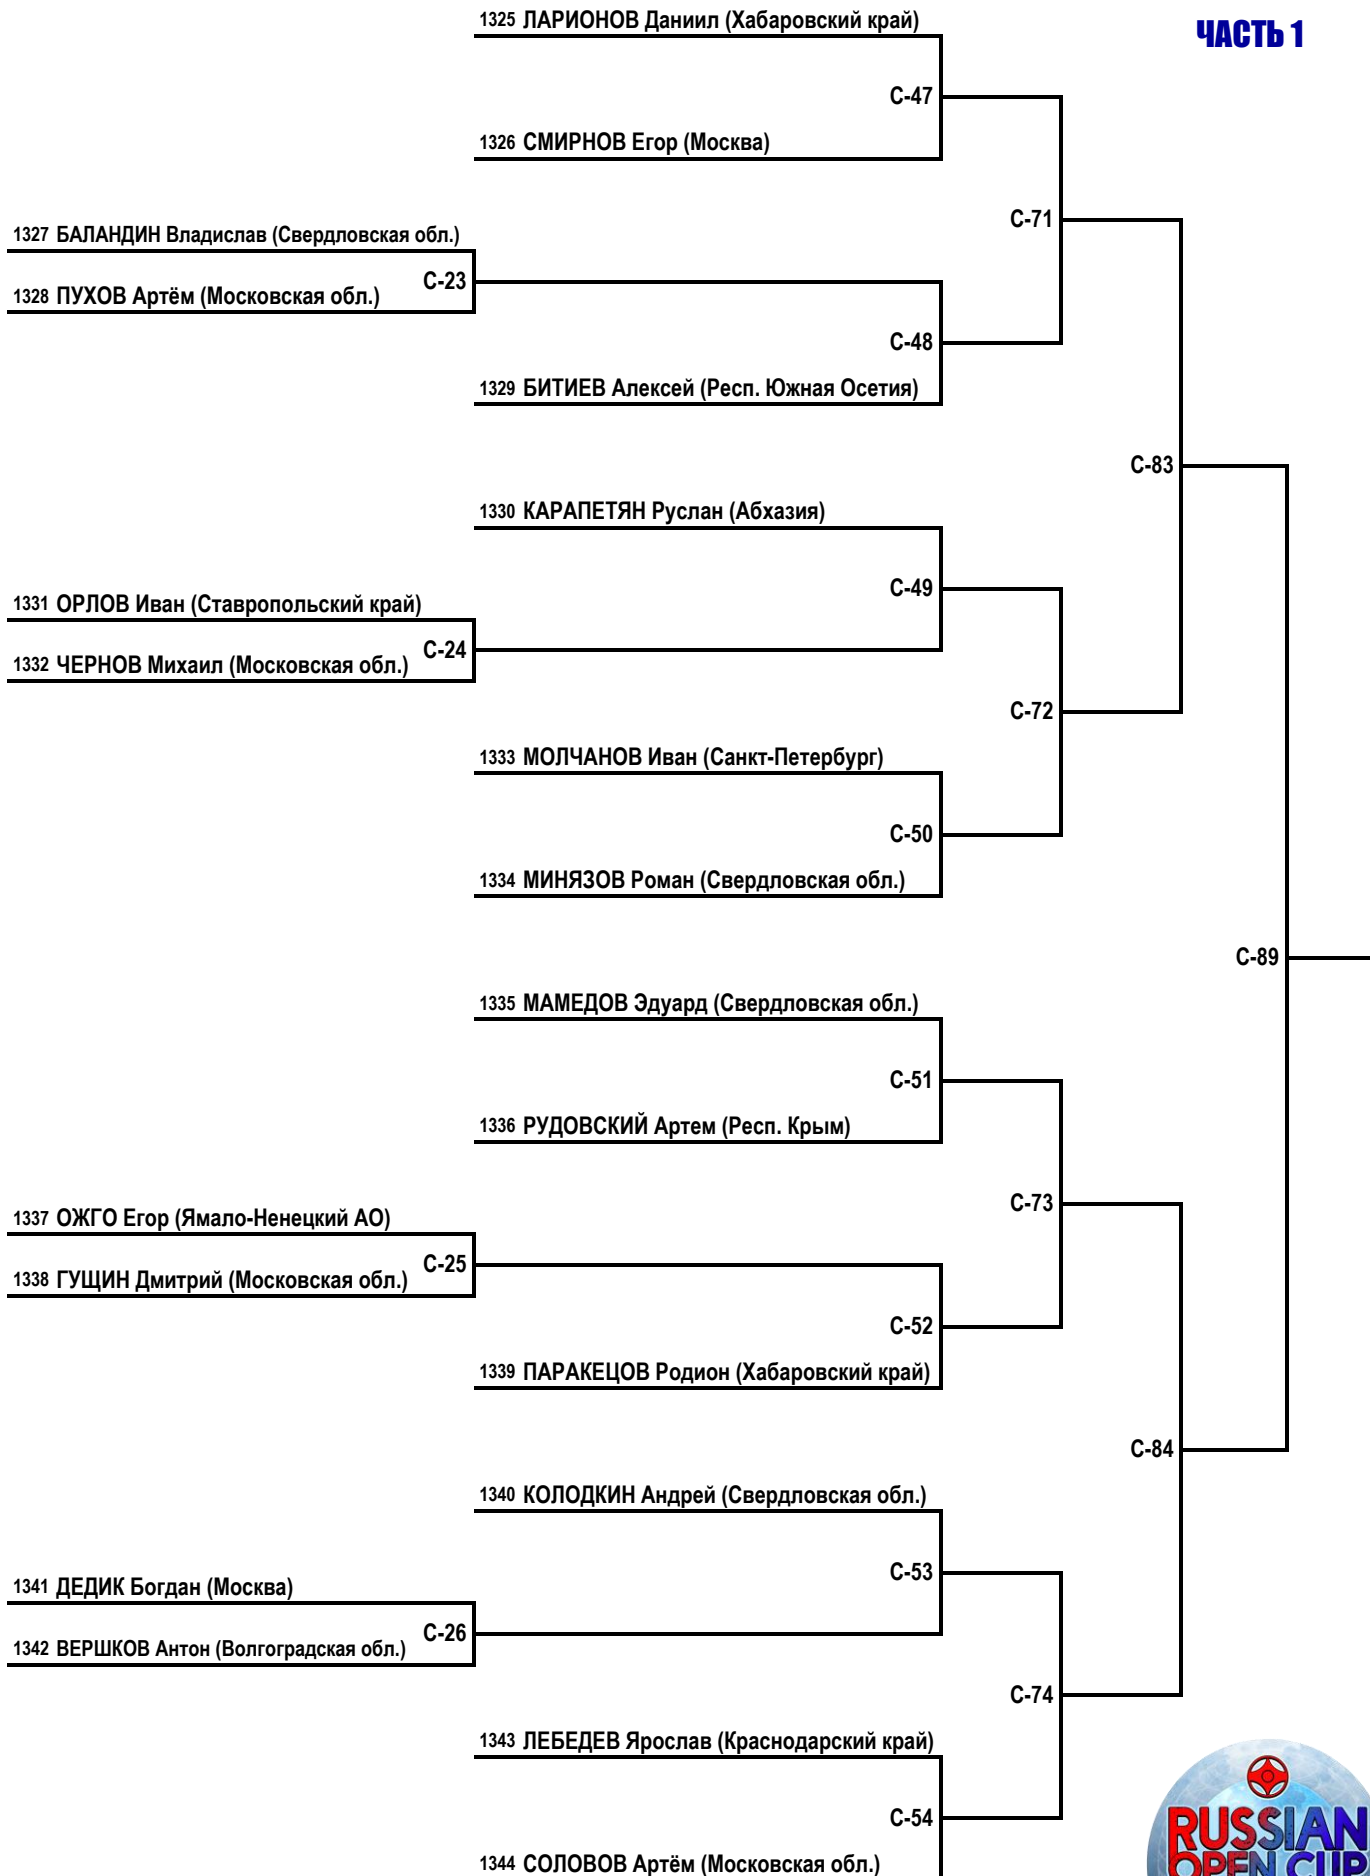 1325 ЛАРИОНОВ Даниил (Хабаровский край)
ЧАСТЬ 1
С-47
1326 СМИРНОВ Егор (Москва)
С-71
1327 БАЛАНДИН Владислав (Свердловская обл.)
С-23
1328 ПУХОВ Артём (Московская обл.)
С-48
1329 БИТИЕВ Алексей (Респ. Южная Осетия)
С-83
1330 КАРАПЕТЯН Руслан (Абхазия)
С-49
1331 ОРЛОВ Иван (Ставропольский край)
С-24
1332 ЧЕРНОВ Михаил (Московская обл.)
С-72
1333 МОЛЧАНОВ Иван (Санкт-Петербург)
С-50
1334 МИНЯЗОВ Роман (Свердловская обл.)
С-89
1335 МАМЕДОВ Эдуард (Свердловская обл.)
С-51
1336 РУДОВСКИЙ Артем (Респ. Крым)
С-73
1337 ОЖГО Егор (Ямало-Ненецкий АО)
С-25
1338 ГУЩИН Дмитрий (Московская обл.)
С-52
1339 ПАРАКЕЦОВ Родион (Хабаровский край)
С-84
1340 КОЛОДКИН Андрей (Свердловская обл.)
С-53
1341 ДЕДИК Богдан (Москва)
С-26
1342 ВЕРШКОВ Антон (Волгоградская обл.)
С-74
1343 ЛЕБЕДЕВ Ярослав (Краснодарский край)
С-54
1344 СОЛОВОВ Артём (Московская обл.)
RUSSIAN
OPEN CUP